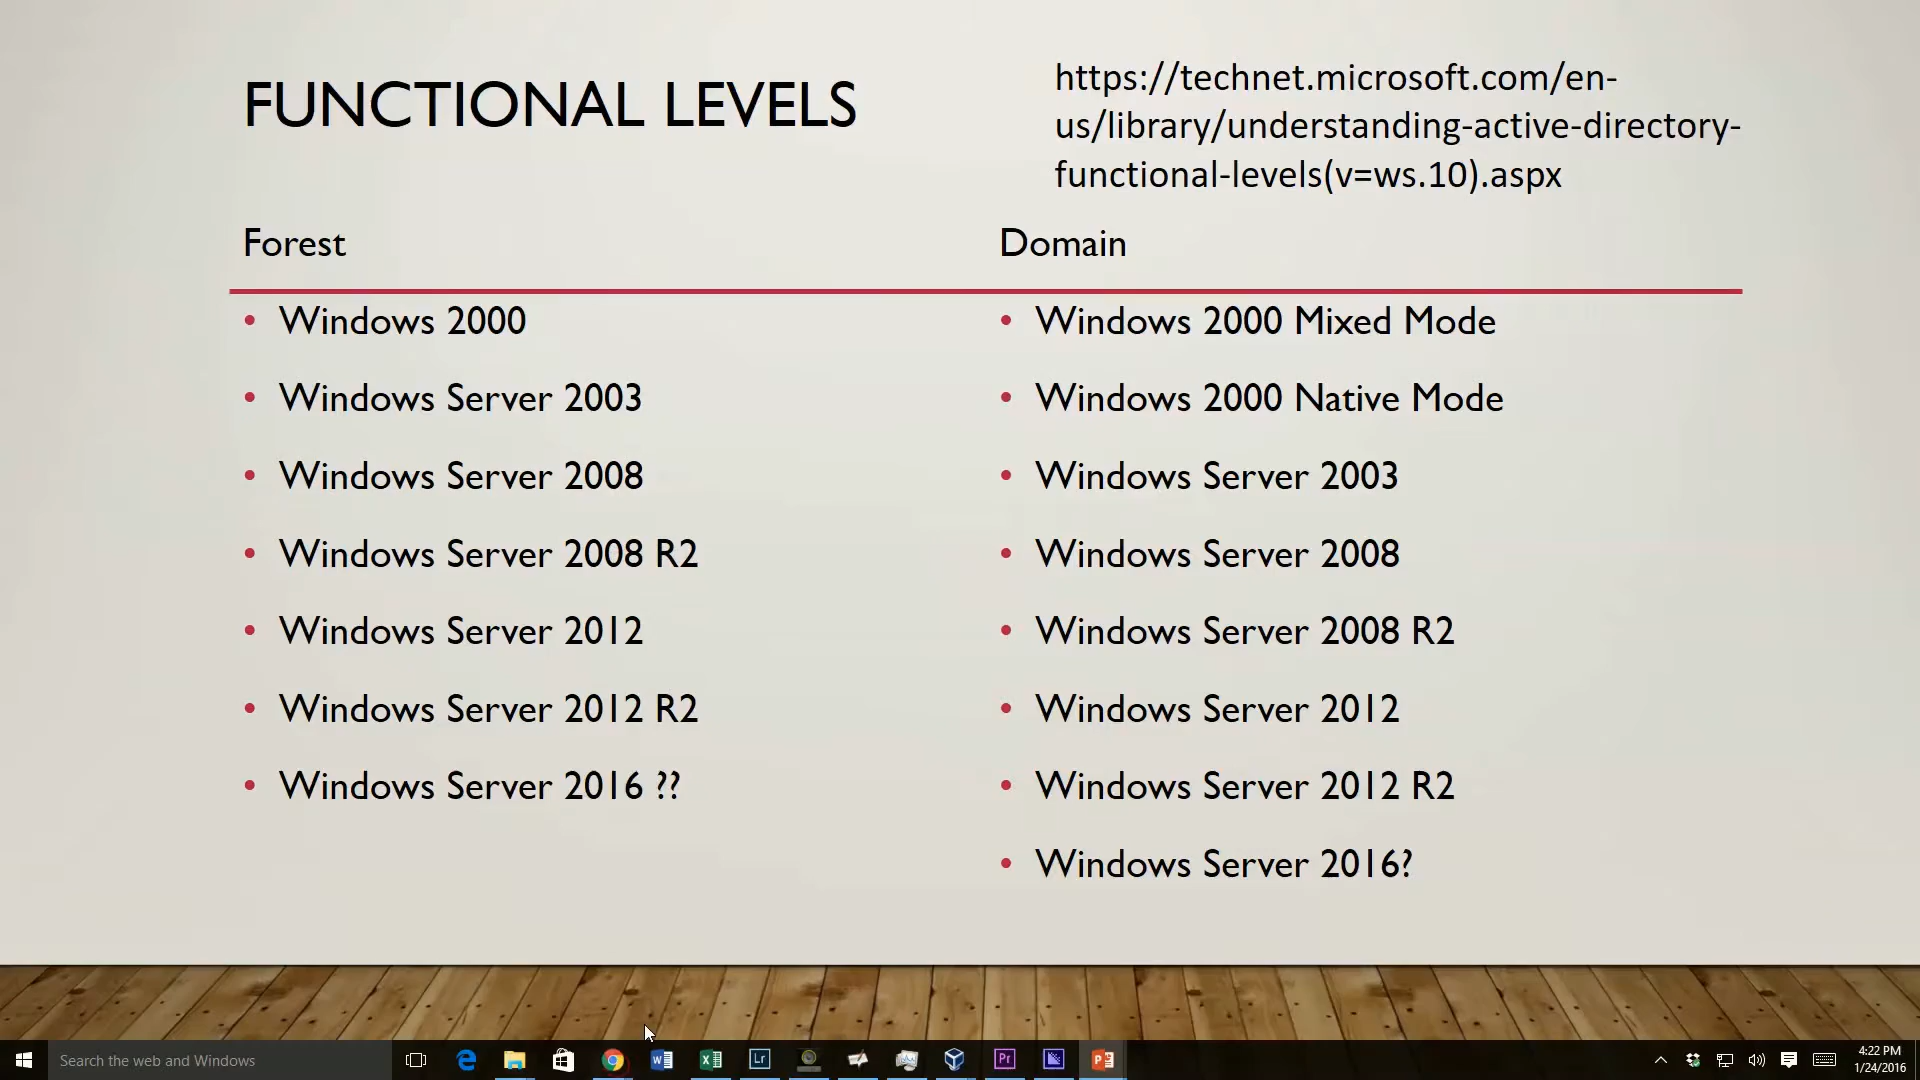 FUNCTIONAL LEVELS
https://technet.microsoft.com/en-
us/library/understanding-active-directory-
functional-levels(v=ws.10).aspx
Forest
• Windows 2000
• Windows Server 2003
• Windows Server 2008
• Windows Server 2008 R2
• Windows Server 2012
• Windows Server 2012 R2
• Windows Server 2016 ??
Domain
• Windows 2000 Mixed Mode
• Windows 2000 Native Mode
• Windows Server 2003
• Windows Server 2008
• Windows Server 2008 R2
• Windows Server 2012
• Windows Server 2012 R2
• Windows Server 2016?
Search the web and Windows
Lr
Pr
4:22 PM
1/24/2016